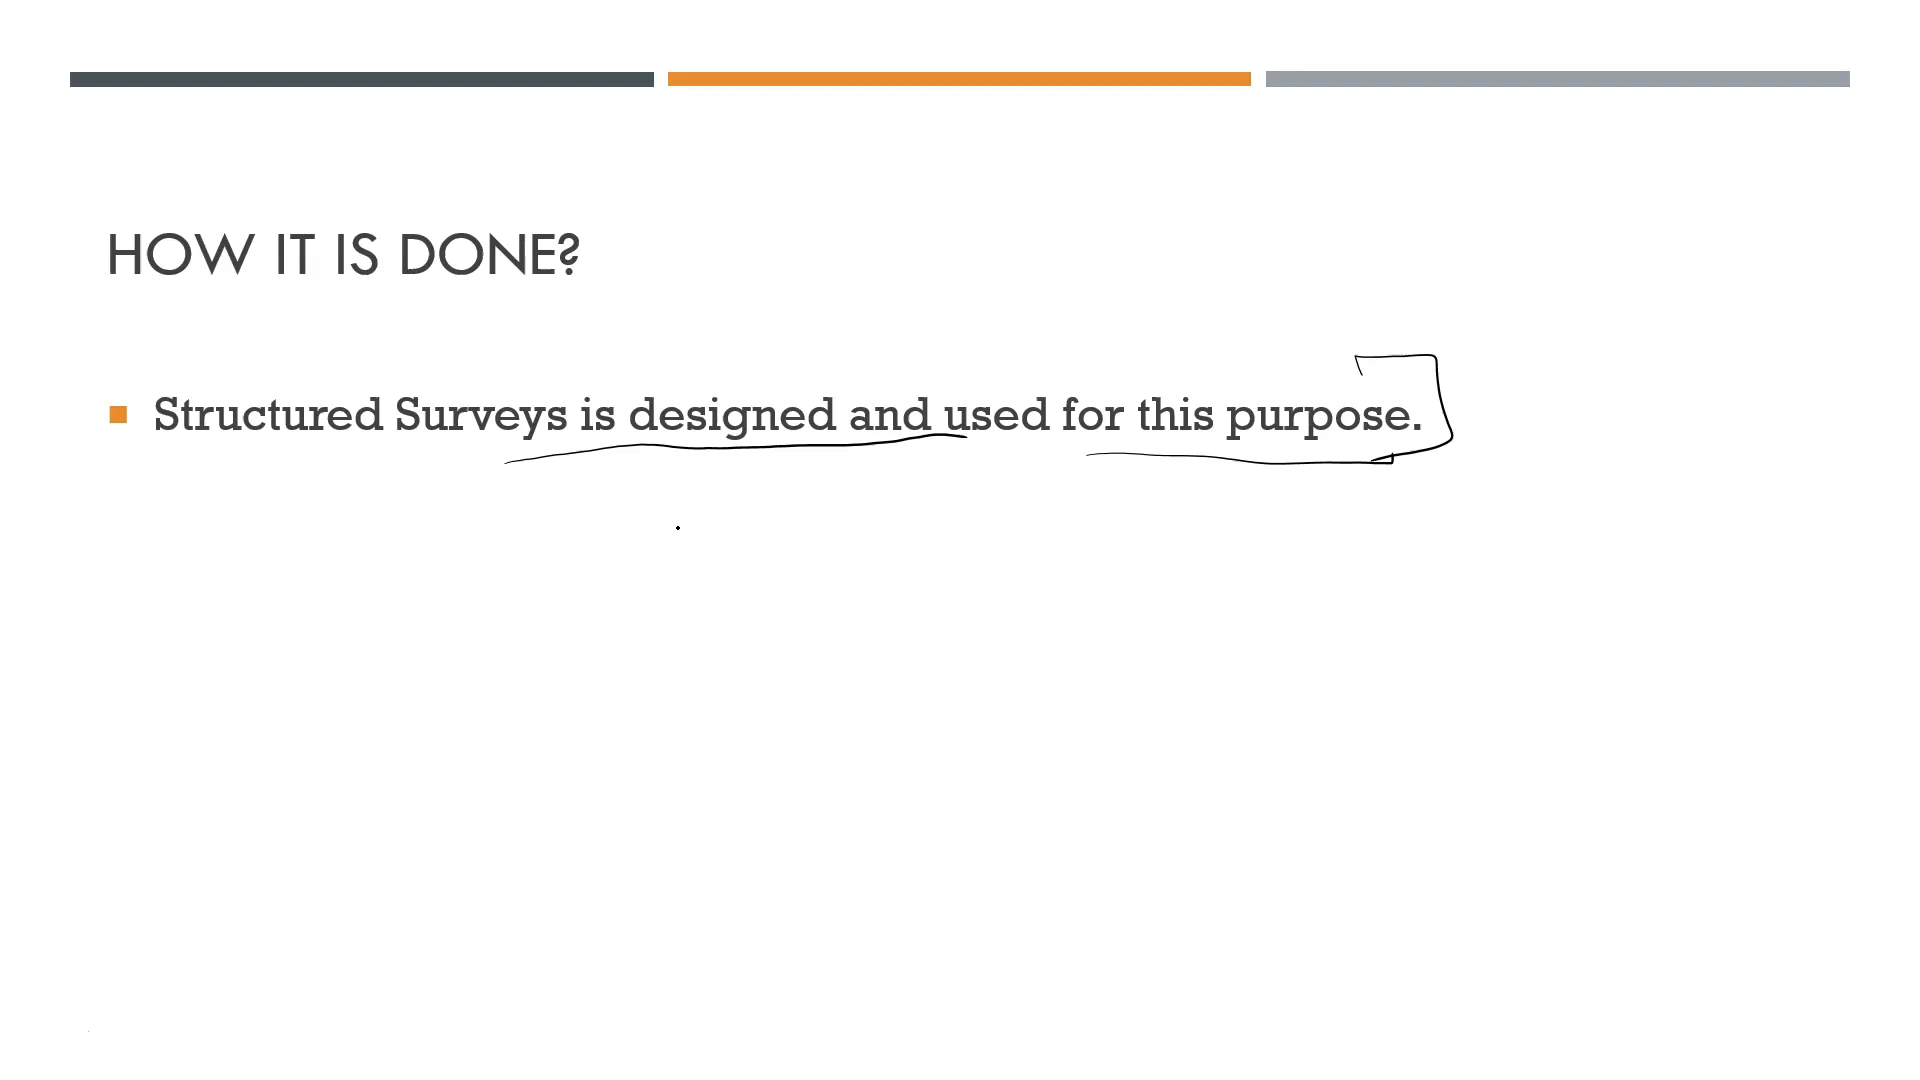 HOW IT IS DONE?
Structured Surveys is designed and used for this purpose.